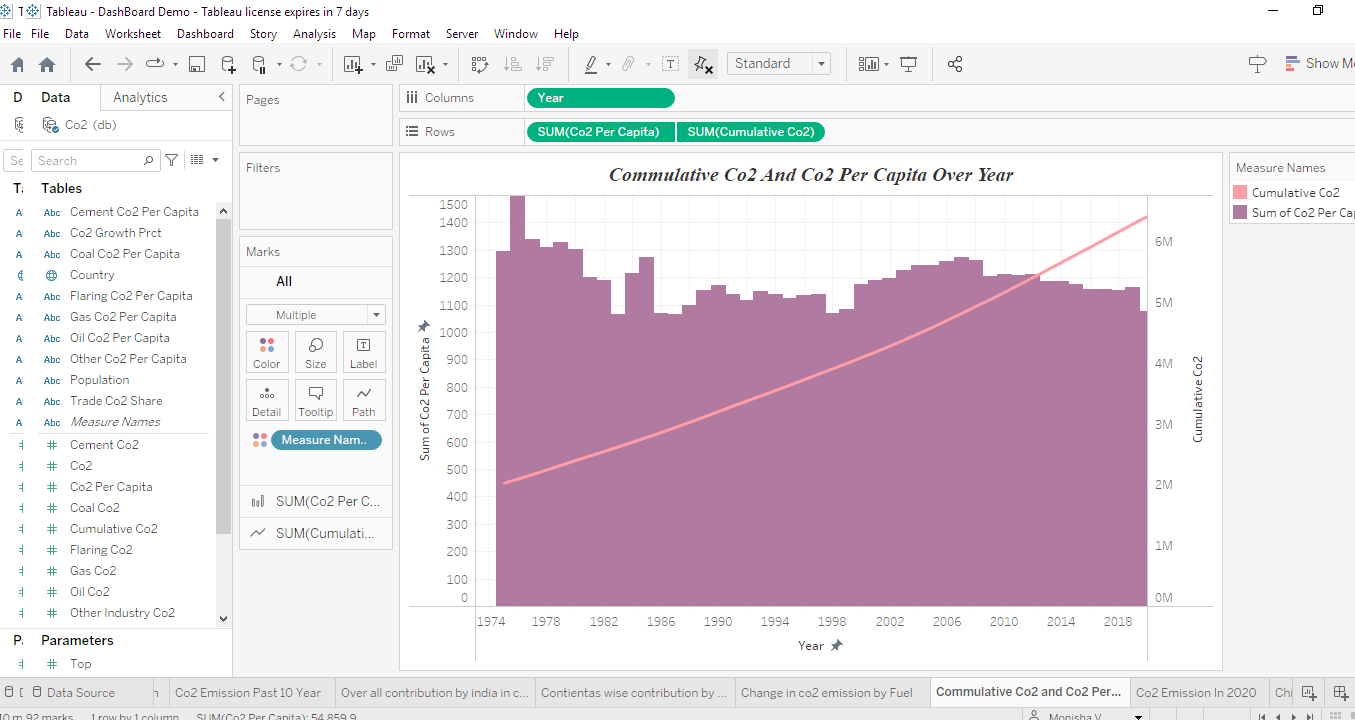 T Tableau - DashBoard Demo - Tableau license expires in 7 days
File File Data Worksheet Dashboard Story Analysis Map Format Server Window Help
Standard
Show Me
D Data Analytics
Co2 (db)
Se Search
Ta Tables
A Abc Cement Co2 Per Capita
A Abc Co2 Growth Prct
A Abc Coal Co2 Per Capita
Country
A Abc Flaring Co2 Per Capita
A Abc Gas Co2 Per Capita
A Abc Oil Co2 Per Capita
A Abc Other Co2 Per Capita
A Abc Population
A Abc Trade Co2 Share
A Abc Measure Names
# Cement Co2
# Co2
# Co2 Per Capita
# Coal Co2
# Cumulative Co2
# Flaring Co2
# Gas Co2
# Oil Co2
# Other Industry Co2
P Parameters
# Top
Pages
Filters
Marks
All
Multiple
Color Size Label
Detail Tooltip Path
Measure Nam..
SUM(Co2 Per C...
SUM(Cumulati...
Columns Year
Rows SUM(Co2 Per Capita) SUM(Cumulative Co2)
Commulative Co2 And Co2 Per Capita Over Year
1500
1400
1300
1200
1100
1000
900
800
700
600
500
400
300
200
100
0
Sum of Co2 Per Capita
6M
5M
4M
3M
2M
1M
0M
Cumulative Co2
1974 1978 1982 1986 1990 1994 1998 2002 2006 2010 2014 2018
Year
Measure Names
Cumulative Co2
Sum of Co2 Per Cap
Data Source n Co2 Emission Past 10 Year Over all contribution by india in c... Contientas wise contribution by ... Change in co2 emission by Fuel Commulative Co2 and Co2 Per... Co2 Emission In 2020 Chi
10 m 92 marks 1 row by 1 column SUM(Co2 Per Capita): 54,859.9 Monisha V